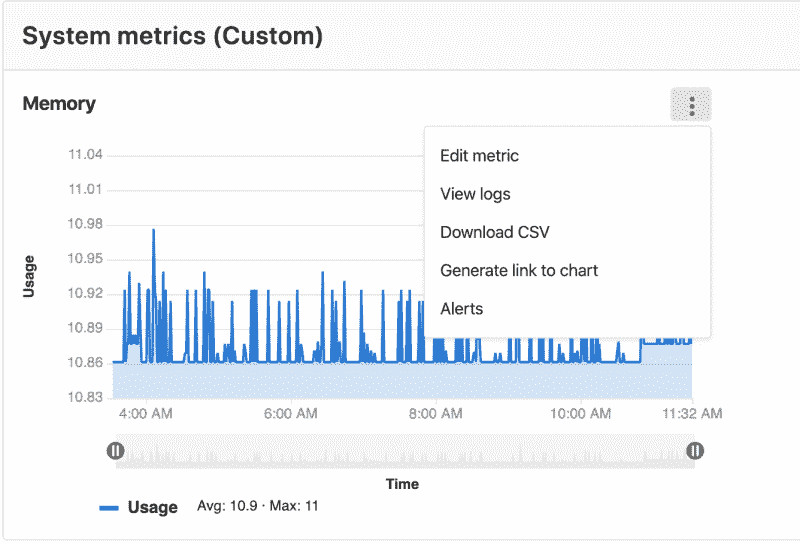 System metrics (Custom)
Memory
Edit metric
View logs
Download CSV
Generate link to chart
Alerts
11.04
11.01
10.98
10.95
10.92
10.89
10.86
10.83
Usage
4:00 AM
6:00 AM
8:00 AM
10:00 AM
11:32 AM
Time
Usage Avg: 10.9 · Max: 11